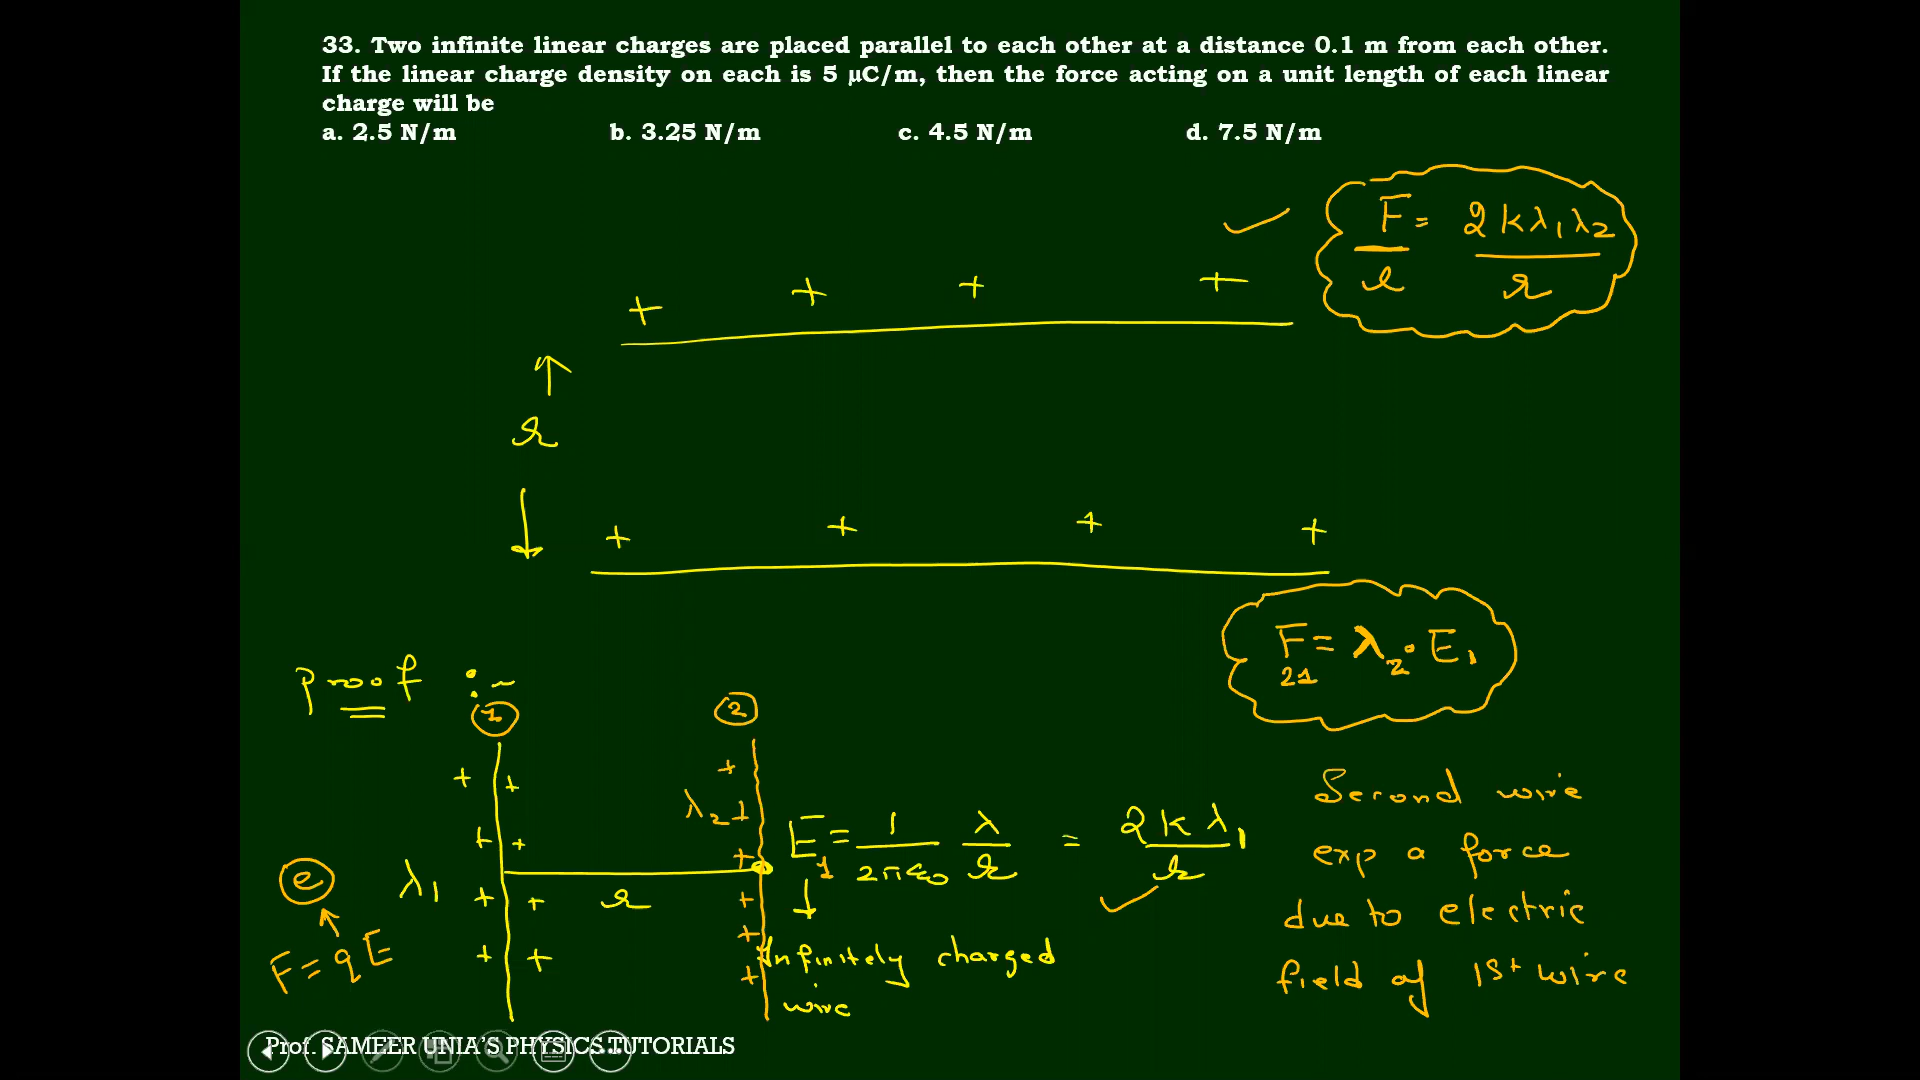 33. Two infinite linear charges are placed parallel to each other at a distance 0.1 m from each other.
If the linear charge density on each is 5 μC/m, then the force acting on a unit length of each linear
charge will be
a. 2.5 N/m b. 3.25 N/m c. 4.5 N/m d. 7.5 N/m
F/l = 2kλ₁λ₂/r
+ + + +
r
+ + + +
F₂₁ = λ₂ · E₁
Proof :-
1 2
λ₁ r λ₂
E₁ = 1/2πε₀ λ/r = 2kλ₁/r
e
F = qE
Infinitely charged
wire
Second wire
exp a force
due to electric
field of 1st wire
Prof. SAMEER UNIA'S PHYSICS TUTORIALS